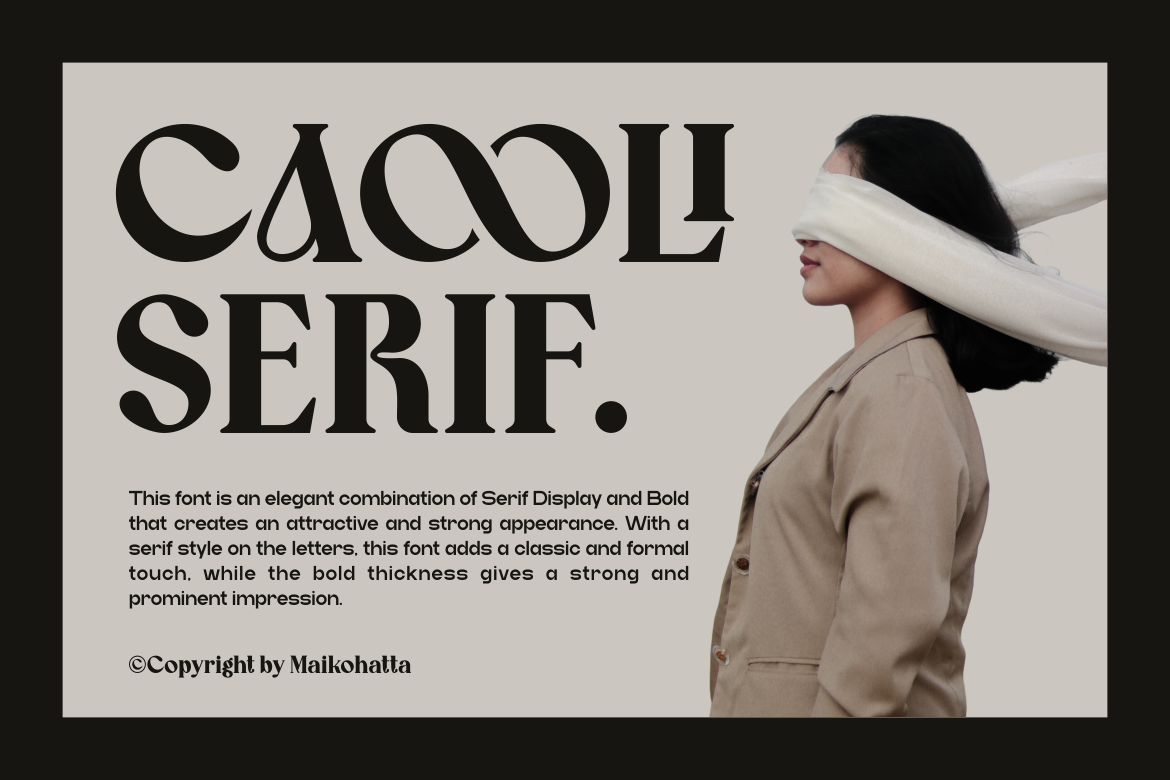 CAOOLI
SERIF.
This font is an elegant combination of Serif Display and Bold
that creates an attractive and strong appearance. With a
serif style on the letters, this font adds a classic and formal
touch, while the bold thickness gives a strong and
prominent impression.
©Copyright by Maikohatta